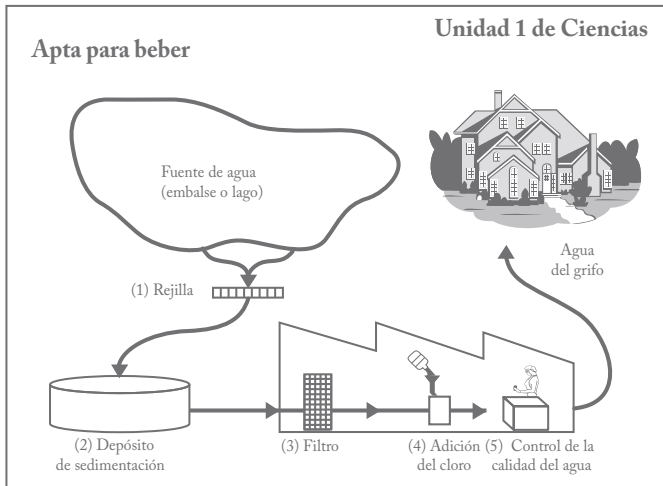 Unidad 1 de Ciencias
Apta para beber
Fuente de agua
(embalse o lago)
Agua
del grifo
(1) Rejilla
(2) Depósito
de sedimentación
(3) Filtro
(4) Adición
del cloro
(5) Control de la
calidad del agua